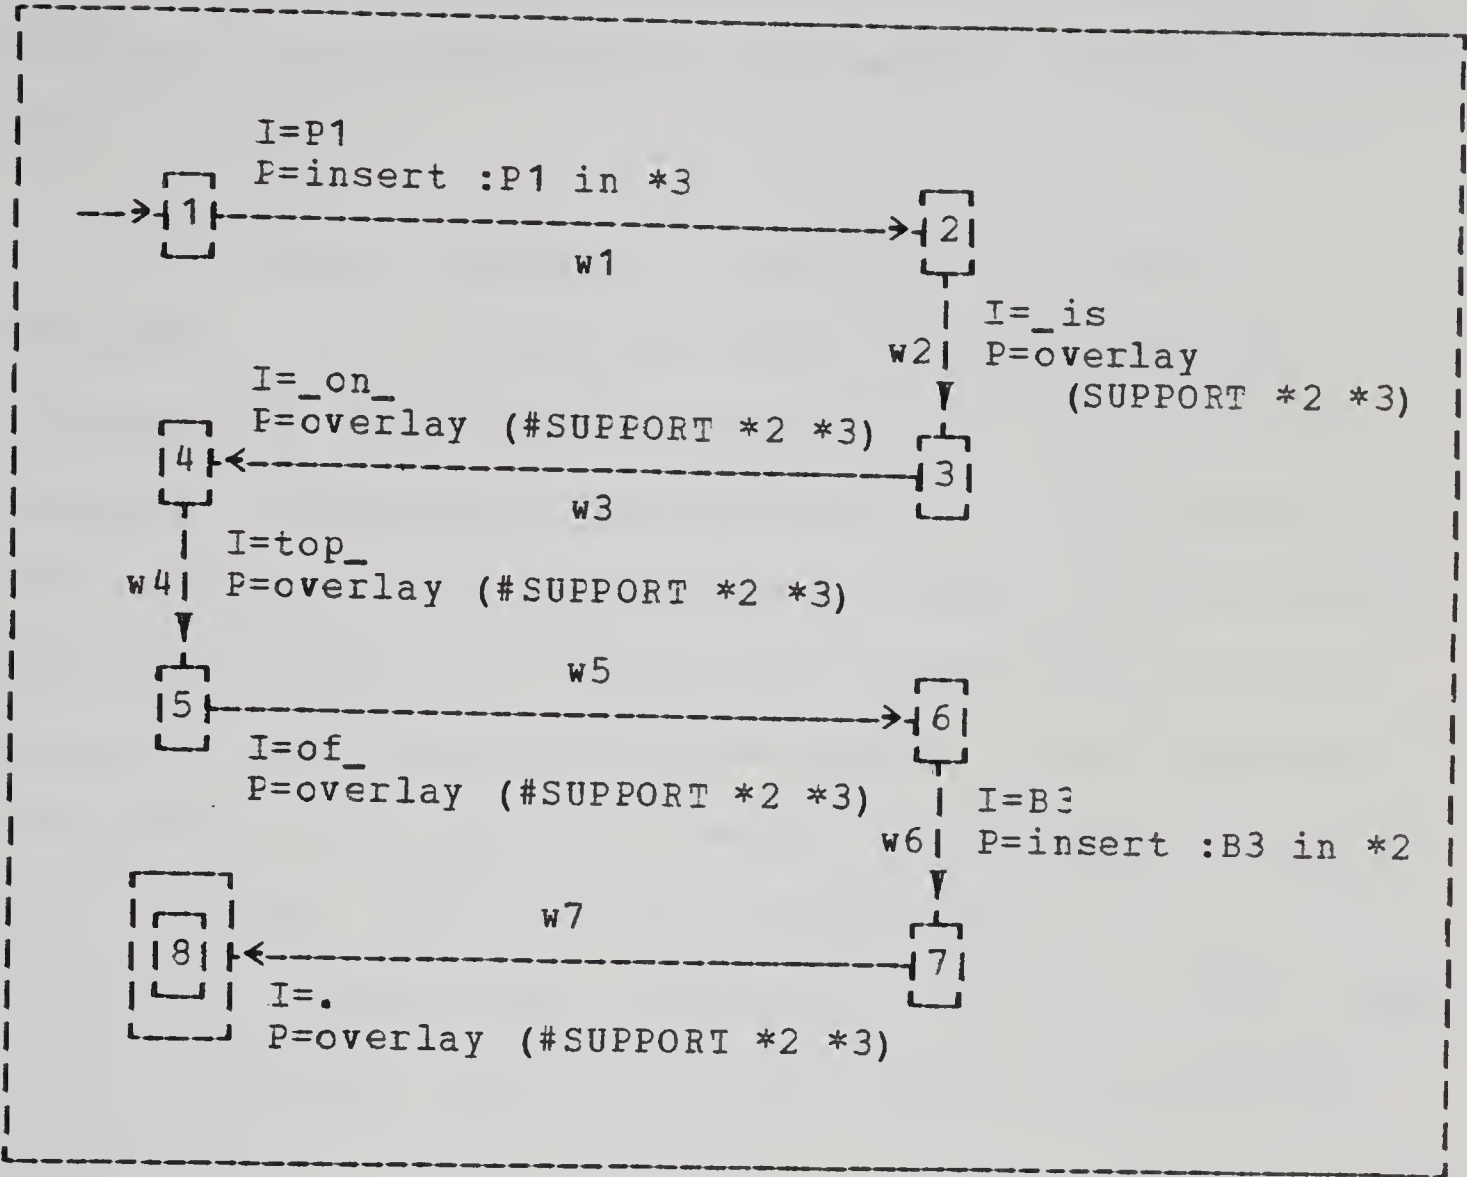 I=P1
P=insert :P1 in *3
1
2
w1
I=_is
w2
P=overlay
(SUPPORT *2 *3)
I=_on_
P=overlay (#SUPPORT *2 *3)
4
3
w3
I=top_
w4
P=overlay (#SUPPORT *2 *3)
w5
5
6
I=of_
P=overlay (#SUPPORT *2 *3)
I=B3
w6
P=insert :B3 in *2
w7
8
7
I=.
P=overlay (#SUPPORT *2 *3)